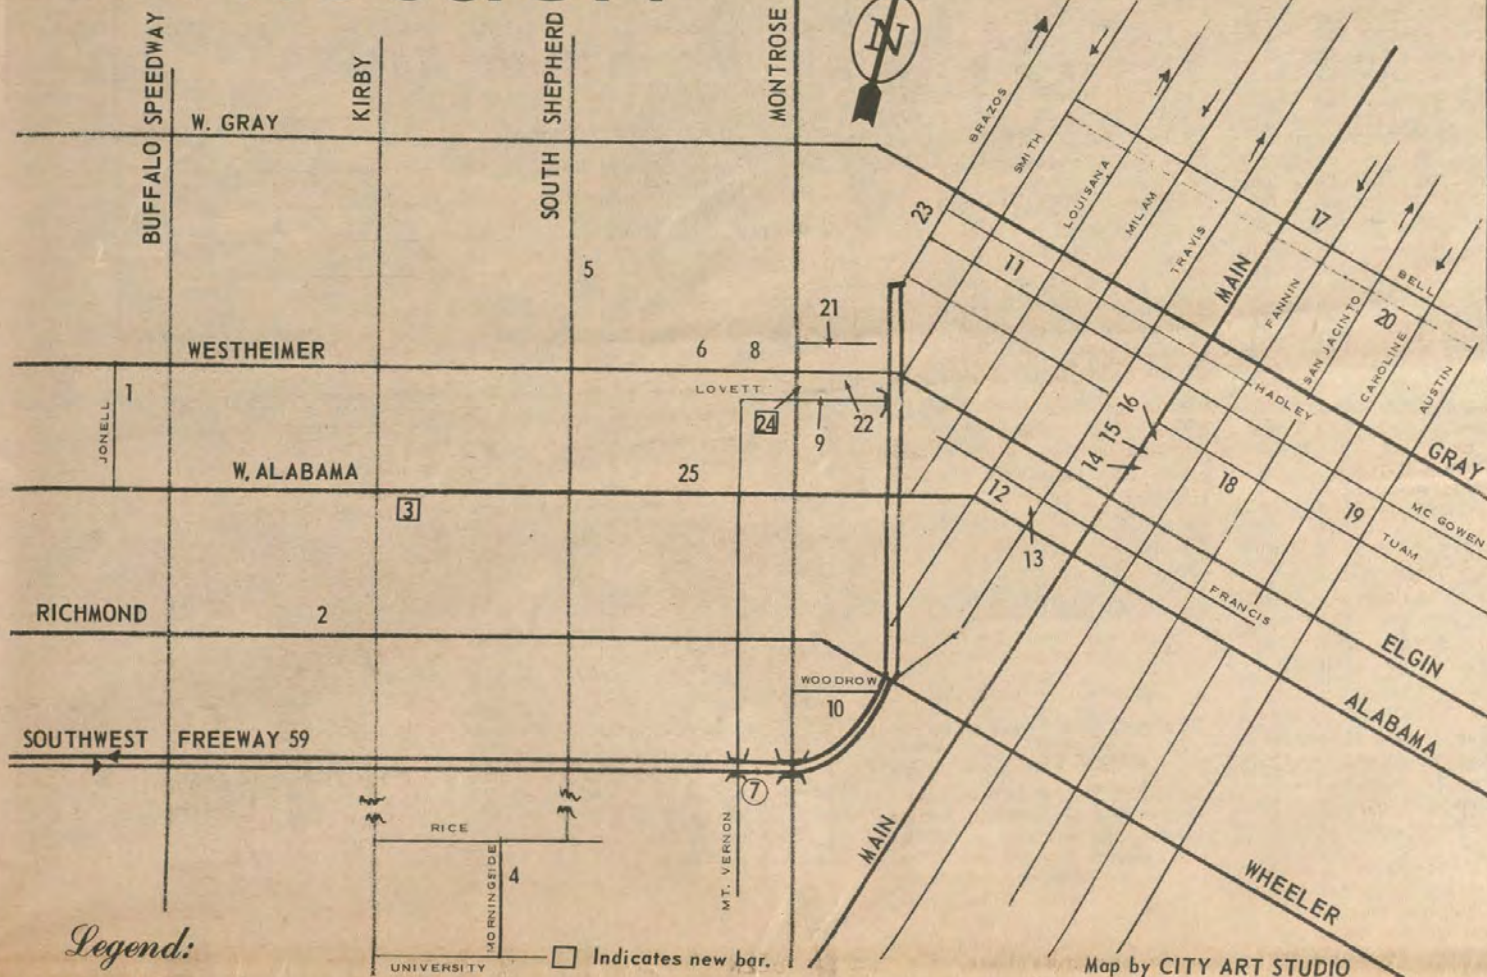 BUFFALO SPEEDWAY
KIRBY
SOUTH SHEPHERD
MONTROSE
N
BRAZOS
SMITH
LOUISANA
MILAM
TRAVIS
MAIN
FANNIN
SAN JACINTO
CAROLINE
AUSTIN
W. GRAY
23
11
17
BELL
20
5
21
WESTHEIMER
6
8
LOVETT
1
JONELL
24
9
22
HADLEY
GRAY
16
15
14
W. ALABAMA
25
3
12
13
18
19
MC GOWEN
TUAM
FRANCIS
RICHMOND
2
ELGIN
ALABAMA
WOODROW
10
SOUTHWEST FREEWAY 59
7
RICE
MORNINGSIDE
4
MT. VERNON
MAIN
WHEELER
UNIVERSITY
Legend:
Indicates new bar.
Map by CITY ART STUDIO